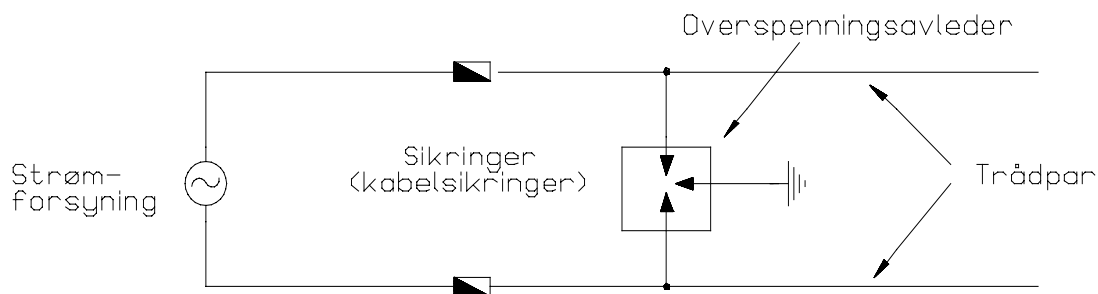 Overspenningsavleder
Sikringer
(kabelsikringer)
Strøm-
forsyning
Trådpar